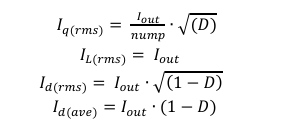 I_{q(rms)} = \frac{I_{out}}{nump} \cdot \sqrt{(D)}
I_{L(rms)} = I_{out}
I_{d(rms)} = I_{out} \cdot \sqrt{(1 - D)}
I_{d(ave)} = I_{out} \cdot (1 - D)